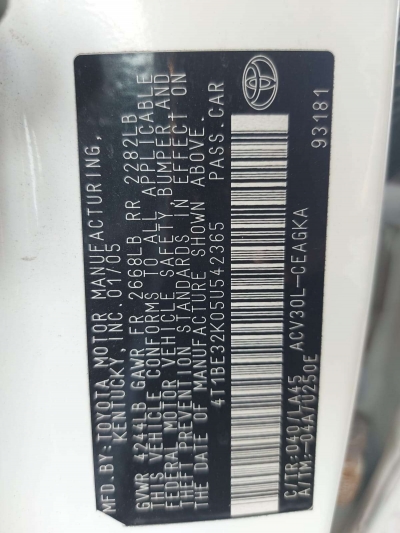 MFD.BY:TOYOTA MOTOR MANUFACTURING,
KENTUCKY, INC. 01/05
GVWR 4244LB GAWR FR 2668LB RR 2282LB
THIS VEHICLE CONFORMS TO ALL APPLICABLE
FEDERAL MOTOR VEHICLE SAFETY, BUMPER AND
THEFT PREVENTION STANDARDS IN EFFECT ON
THE DATE OF MANUFACTURE SHOWN ABOVE.
4T1BE32K05U542365 PASS.CAR
C/TR:040/LA45 ACV30L-CEAGKA
A/TM:-04A/U250E 93181